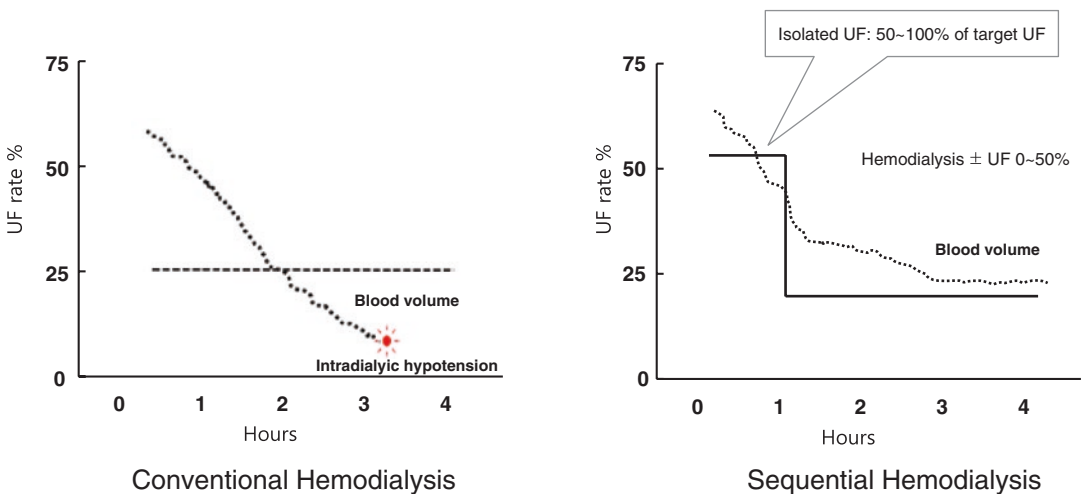 75
50
25
0
UF rate %
Blood volume
Intradialyic hypotension
0 1 2 3 4
Hours
Conventional Hemodialysis
Isolated UF: 50~100% of target UF
75
50
25
0
UF rate %
Hemodialysis ± UF 0~50%
Blood volume
0 1 2 3 4
Hours
Sequential Hemodialysis